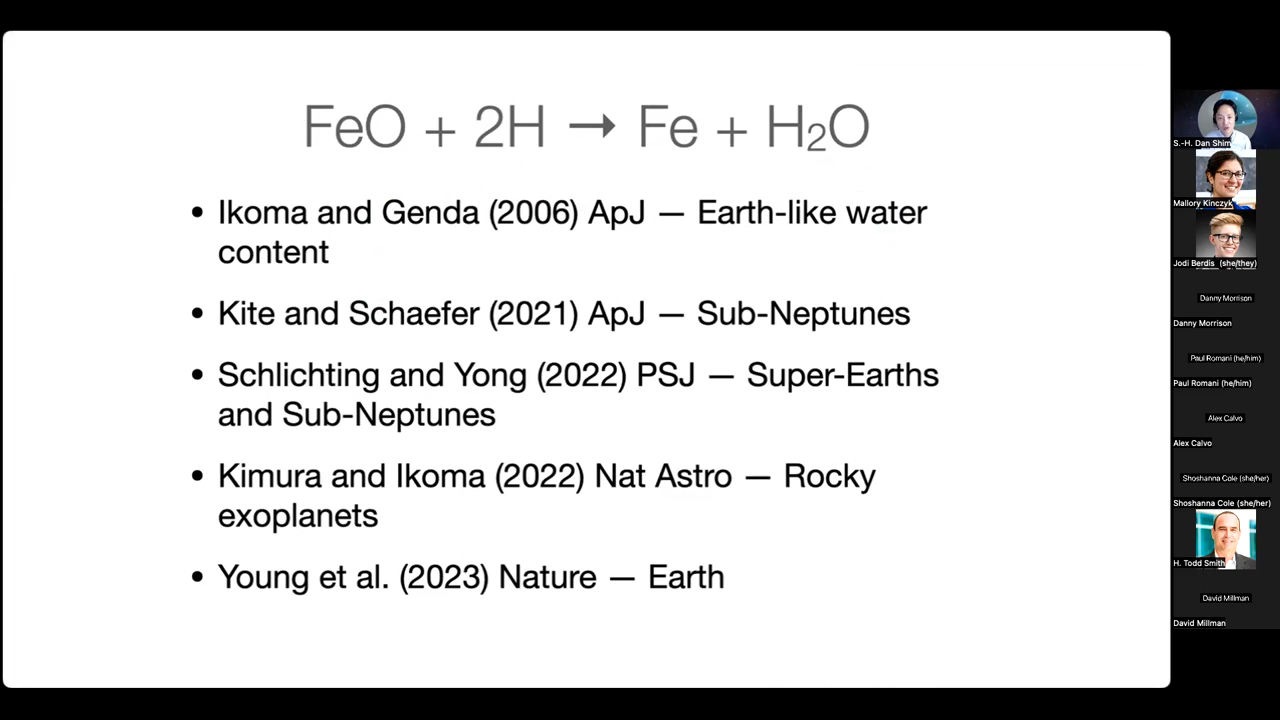 FeO + 2H → Fe + H₂O
• Ikoma and Genda (2006) ApJ — Earth-like water
content
• Kite and Schaefer (2021) ApJ — Sub-Neptunes
• Schlichting and Yong (2022) PSJ — Super-Earths
and Sub-Neptunes
• Kimura and Ikoma (2022) Nat Astro — Rocky
exoplanets
• Young et al. (2023) Nature — Earth
S.-H. Dan Shim
Mallory Kinczyk
Jodi Berdis (she/they)
Danny Morrison
Danny Morrison
Paul Romani (he/him)
Paul Romani (he/him)
Alex Calvo
Alex Calvo
Shoshanna Cole (she/her)
Shoshanna Cole (she/her)
H. Todd Smith
David Millman
David Millman